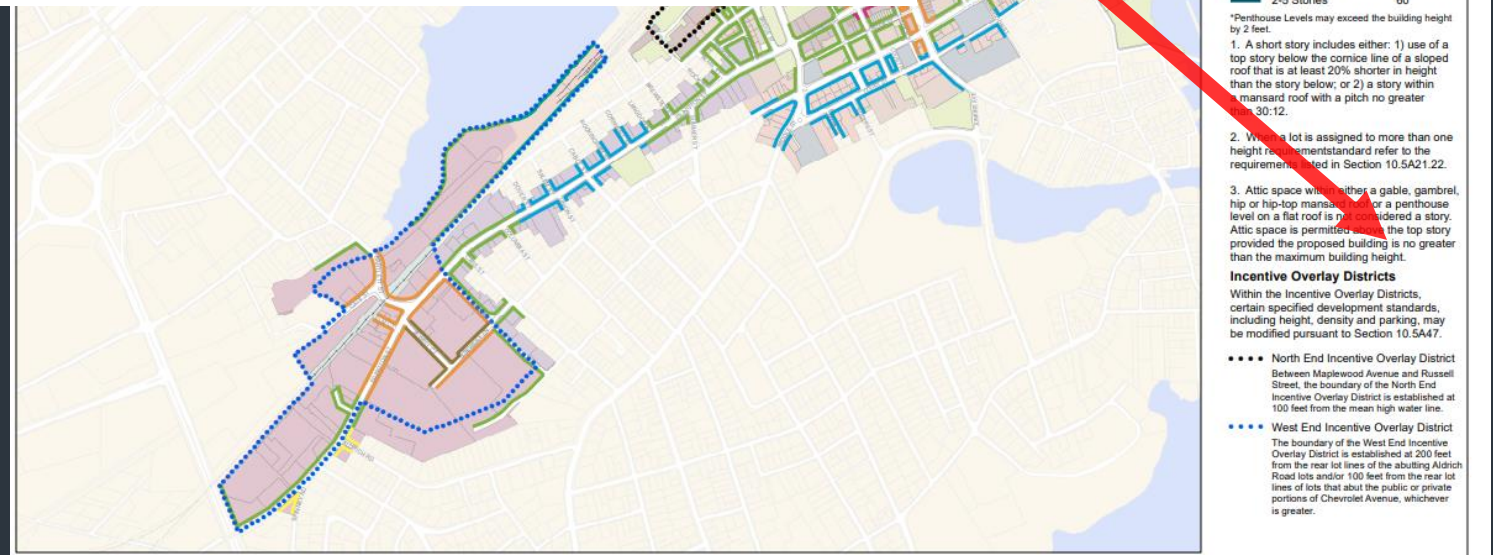 2-5 Stories 60'
*Penthouse Levels may exceed the building height
by 2 feet.
1. A short story includes either: 1) use of a
top story below the cornice line of a sloped
roof that is at least 20% shorter in height
than the story below; or 2) a story within
a mansard roof with a pitch no greater
than 30:12.
2. When a lot is assigned to more than one
height requirementstandard refer to the
requirements listed in Section 10.5A21.22.
3. Attic space within either a gable, gambrel,
hip or hip-top mansard roof or a penthouse
level on a flat roof is not considered a story.
Attic space is permitted above the top story
provided the proposed building is no greater
than the maximum building height.
Incentive Overlay Districts
Within the Incentive Overlay Districts,
certain specified development standards,
including height, density and parking, may
be modified pursuant to Section 10.5A47.
North End Incentive Overlay District
Between Maplewood Avenue and Russell
Street, the boundary of the North End
Incentive Overlay District is established at
100 feet from the mean high water line.
West End Incentive Overlay District
The boundary of the West End Incentive
Overlay District is established at 200 feet
from the rear lot lines of the abutting Aldrich
Road lots and/or 100 feet from the rear lot
lines of lots that abut the public or private
portions of Chevrolet Avenue, whichever
is greater.